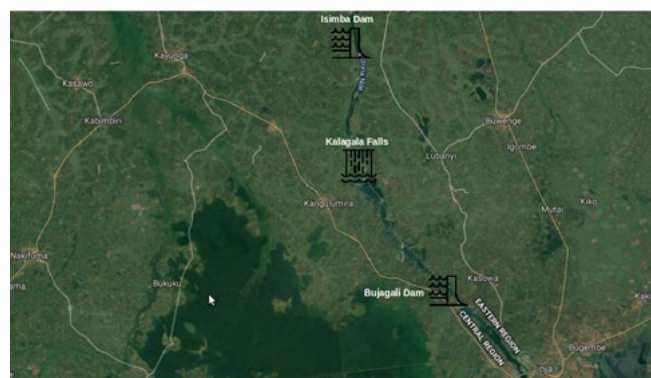 Isimba Dam
Kayunga
Kasawo
Kabimbiri
Buwenge
Kalagala Falls
Igombe
Lubanyi
Kangulumira
Kiko
Mutai
Nakifuma
Bukuku
Kasowa
Bujagali Dam
EASTERN REGION
CENTRAL REGION
Bugembe
Jinja